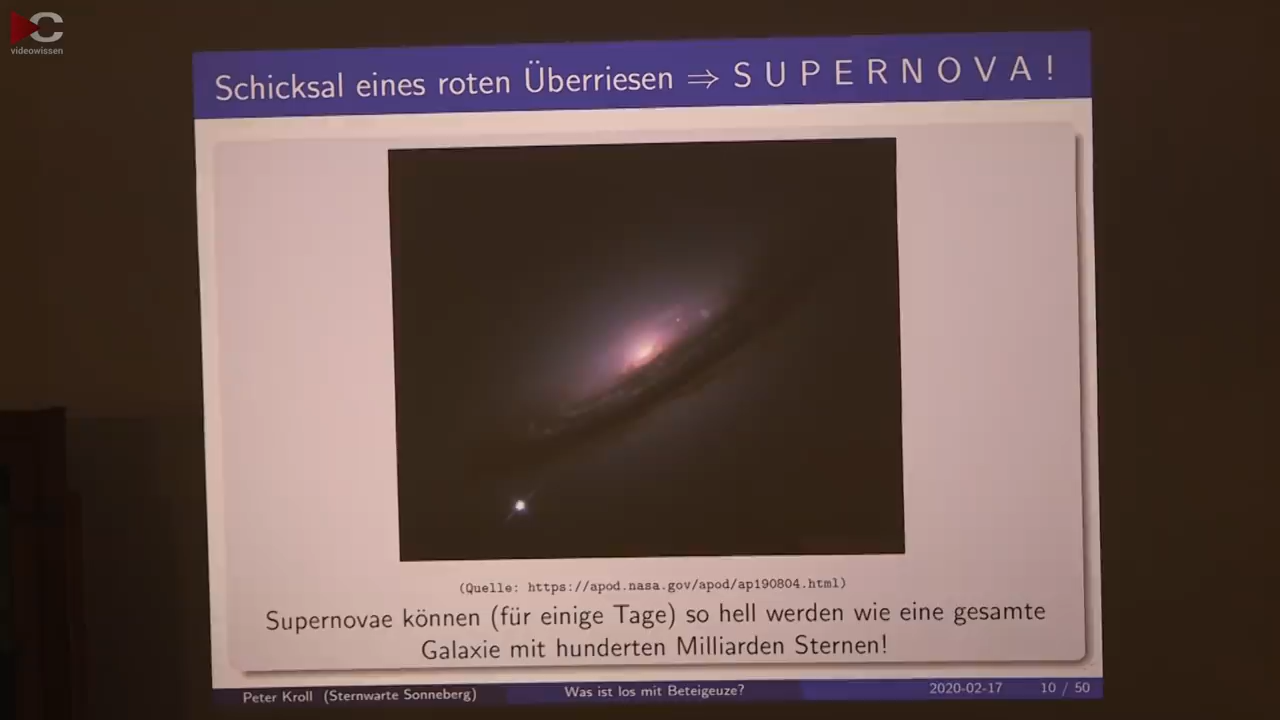 videowissen
Schicksal eines roten Überriesen ⇒ S U P E R N O V A !
(Quelle: https://apod.nasa.gov/apod/ap190804.html)
Supernovae können (für einige Tage) so hell werden wie eine gesamte
Galaxie mit hunderten Milliarden Sternen!
Peter Kroll (Sternwarte Sonneberg) Was ist los mit Beteigeuze? 2020-02-17 10 / 50